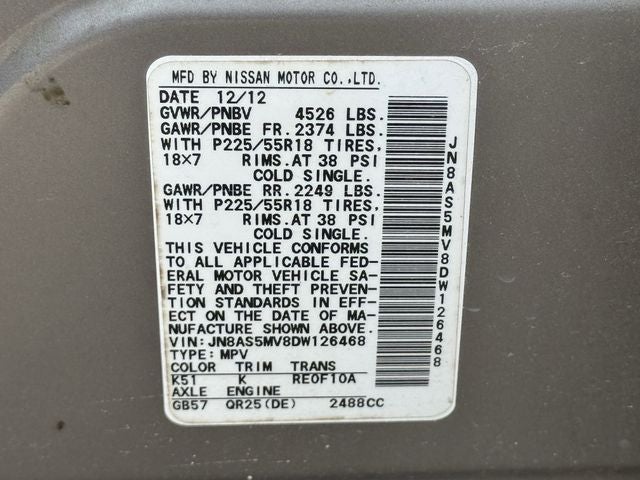 MFD BY NISSAN MOTOR CO.,LTD.
DATE 12/12
GVWR/PNBV 4526 LBS.
GAWR/PNBE FR. 2374 LBS.
WITH P225/55R18 TIRES,
18×7 RIMS. AT 38 PSI
COLD SINGLE.
GAWR/PNBE RR. 2249 LBS.
WITH P225/55R18 TIRES,
18×7 RIMS. AT 38 PSI
COLD SINGLE.
THIS VEHICLE CONFORMS
TO ALL APPLICABLE FED-
ERAL MOTOR VEHICLE SA-
FETY AND THEFT PREVEN-
TION STANDARDS IN EFF-
ECT ON THE DATE OF MA-
NUFACTURE SHOWN ABOVE.
VIN: JN8AS5MV8DW126468
TYPE: MPV
COLOR TRIM TRANS
K51 K RE0F10A
AXLE ENGINE
GB57 QR25(DE) 2488CC
JN8AS5MV8DW126468